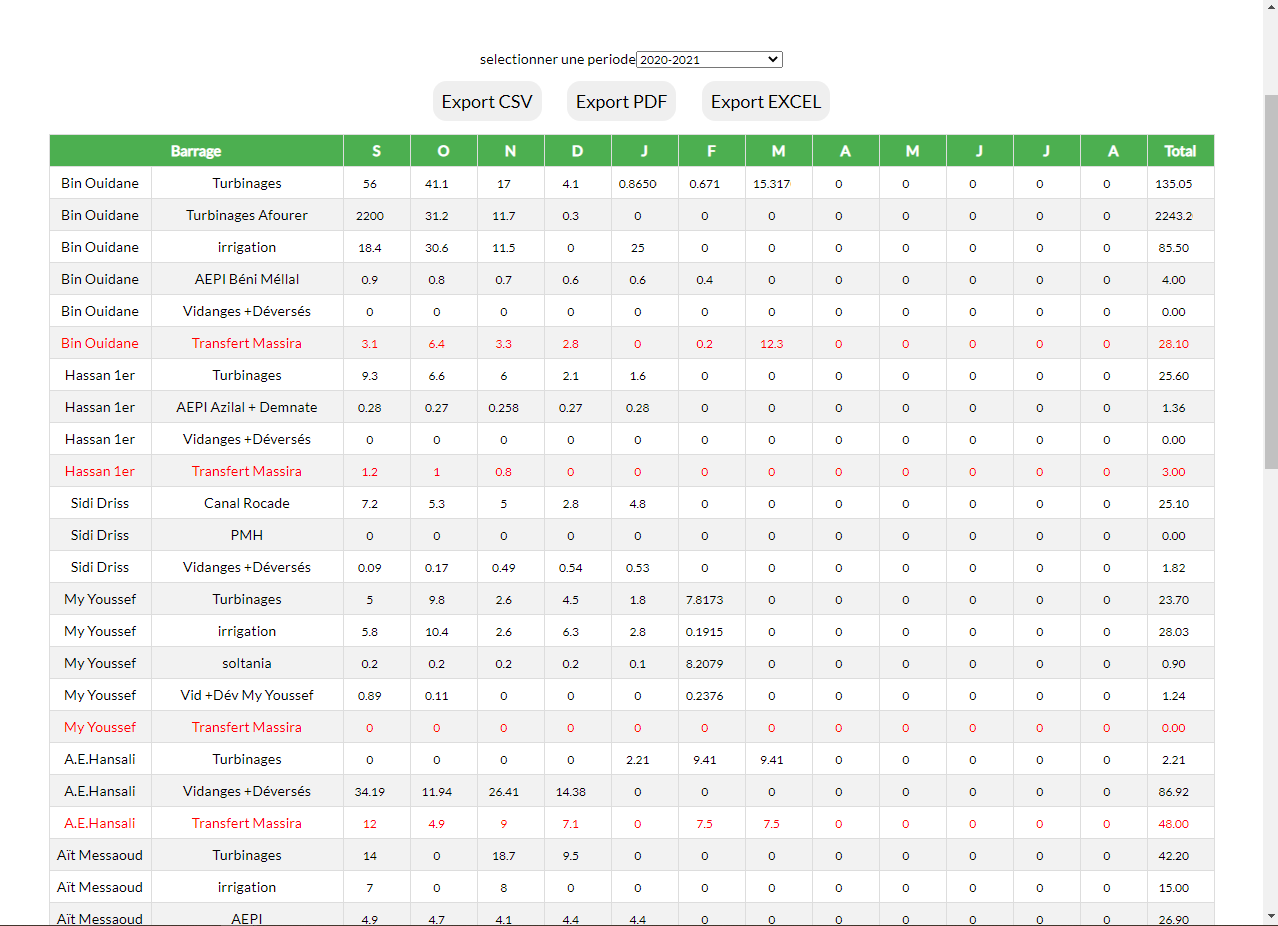 selectionner une periode 2020-2021
Export CSV Export PDF Export EXCEL
Barrage S O N D J F M A M J J A Total
Bin Ouidane Turbinages 56 41.1 17 4.1 0.8650 0.671 15.317 0 0 0 0 0 135.05
Bin Ouidane Turbinages Afourer 2200 31.2 11.7 0.3 0 0 0 0 0 0 0 0 2243.2
Bin Ouidane irrigation 18.4 30.6 11.5 0 25 0 0 0 0 0 0 0 85.50
Bin Ouidane AEPI Béni Méllal 0.9 0.8 0.7 0.6 0.6 0.4 0 0 0 0 0 0 4.00
Bin Ouidane Vidanges +Déversés 0 0 0 0 0 0 0 0 0 0 0 0 0.00
Bin Ouidane Transfert Massira 3.1 6.4 3.3 2.8 0 0.2 12.3 0 0 0 0 0 28.10
Hassan 1er Turbinages 9.3 6.6 6 2.1 1.6 0 0 0 0 0 0 0 25.60
Hassan 1er AEPI Azilal + Demnate 0.28 0.27 0.258 0.27 0.28 0 0 0 0 0 0 0 1.36
Hassan 1er Vidanges +Déversés 0 0 0 0 0 0 0 0 0 0 0 0 0.00
Hassan 1er Transfert Massira 1.2 1 0.8 0 0 0 0 0 0 0 0 0 3.00
Sidi Driss Canal Rocade 7.2 5.3 5 2.8 4.8 0 0 0 0 0 0 0 25.10
Sidi Driss PMH 0 0 0 0 0 0 0 0 0 0 0 0 0.00
Sidi Driss Vidanges +Déversés 0.09 0.17 0.49 0.54 0.53 0 0 0 0 0 0 0 1.82
My Youssef Turbinages 5 9.8 2.6 4.5 1.8 7.8173 0 0 0 0 0 0 23.70
My Youssef irrigation 5.8 10.4 2.6 6.3 2.8 0.1915 0 0 0 0 0 0 28.03
My Youssef soltania 0.2 0.2 0.2 0.2 0.1 8.2079 0 0 0 0 0 0 0.90
My Youssef Vid +Dév My Youssef 0.89 0.11 0 0 0 0.2376 0 0 0 0 0 0 1.24
My Youssef Transfert Massira 0 0 0 0 0 0 0 0 0 0 0 0 0.00
A.E.Hansali Turbinages 0 0 0 0 2.21 9.41 9.41 0 0 0 0 0 2.21
A.E.Hansali Vidanges +Déversés 34.19 11.94 26.41 14.38 0 0 0 0 0 0 0 0 86.92
A.E.Hansali Transfert Massira 12 4.9 9 7.1 0 7.5 7.5 0 0 0 0 0 48.00
Aït Messaoud Turbinages 14 0 18.7 9.5 0 0 0 0 0 0 0 0 42.20
Aït Messaoud irrigation 7 0 8 0 0 0 0 0 0 0 0 0 15.00
Aït Messaoud AEPI 4.9 4.7 4.1 4.4 4.4 0 0 0 0 0 0 0 26.90